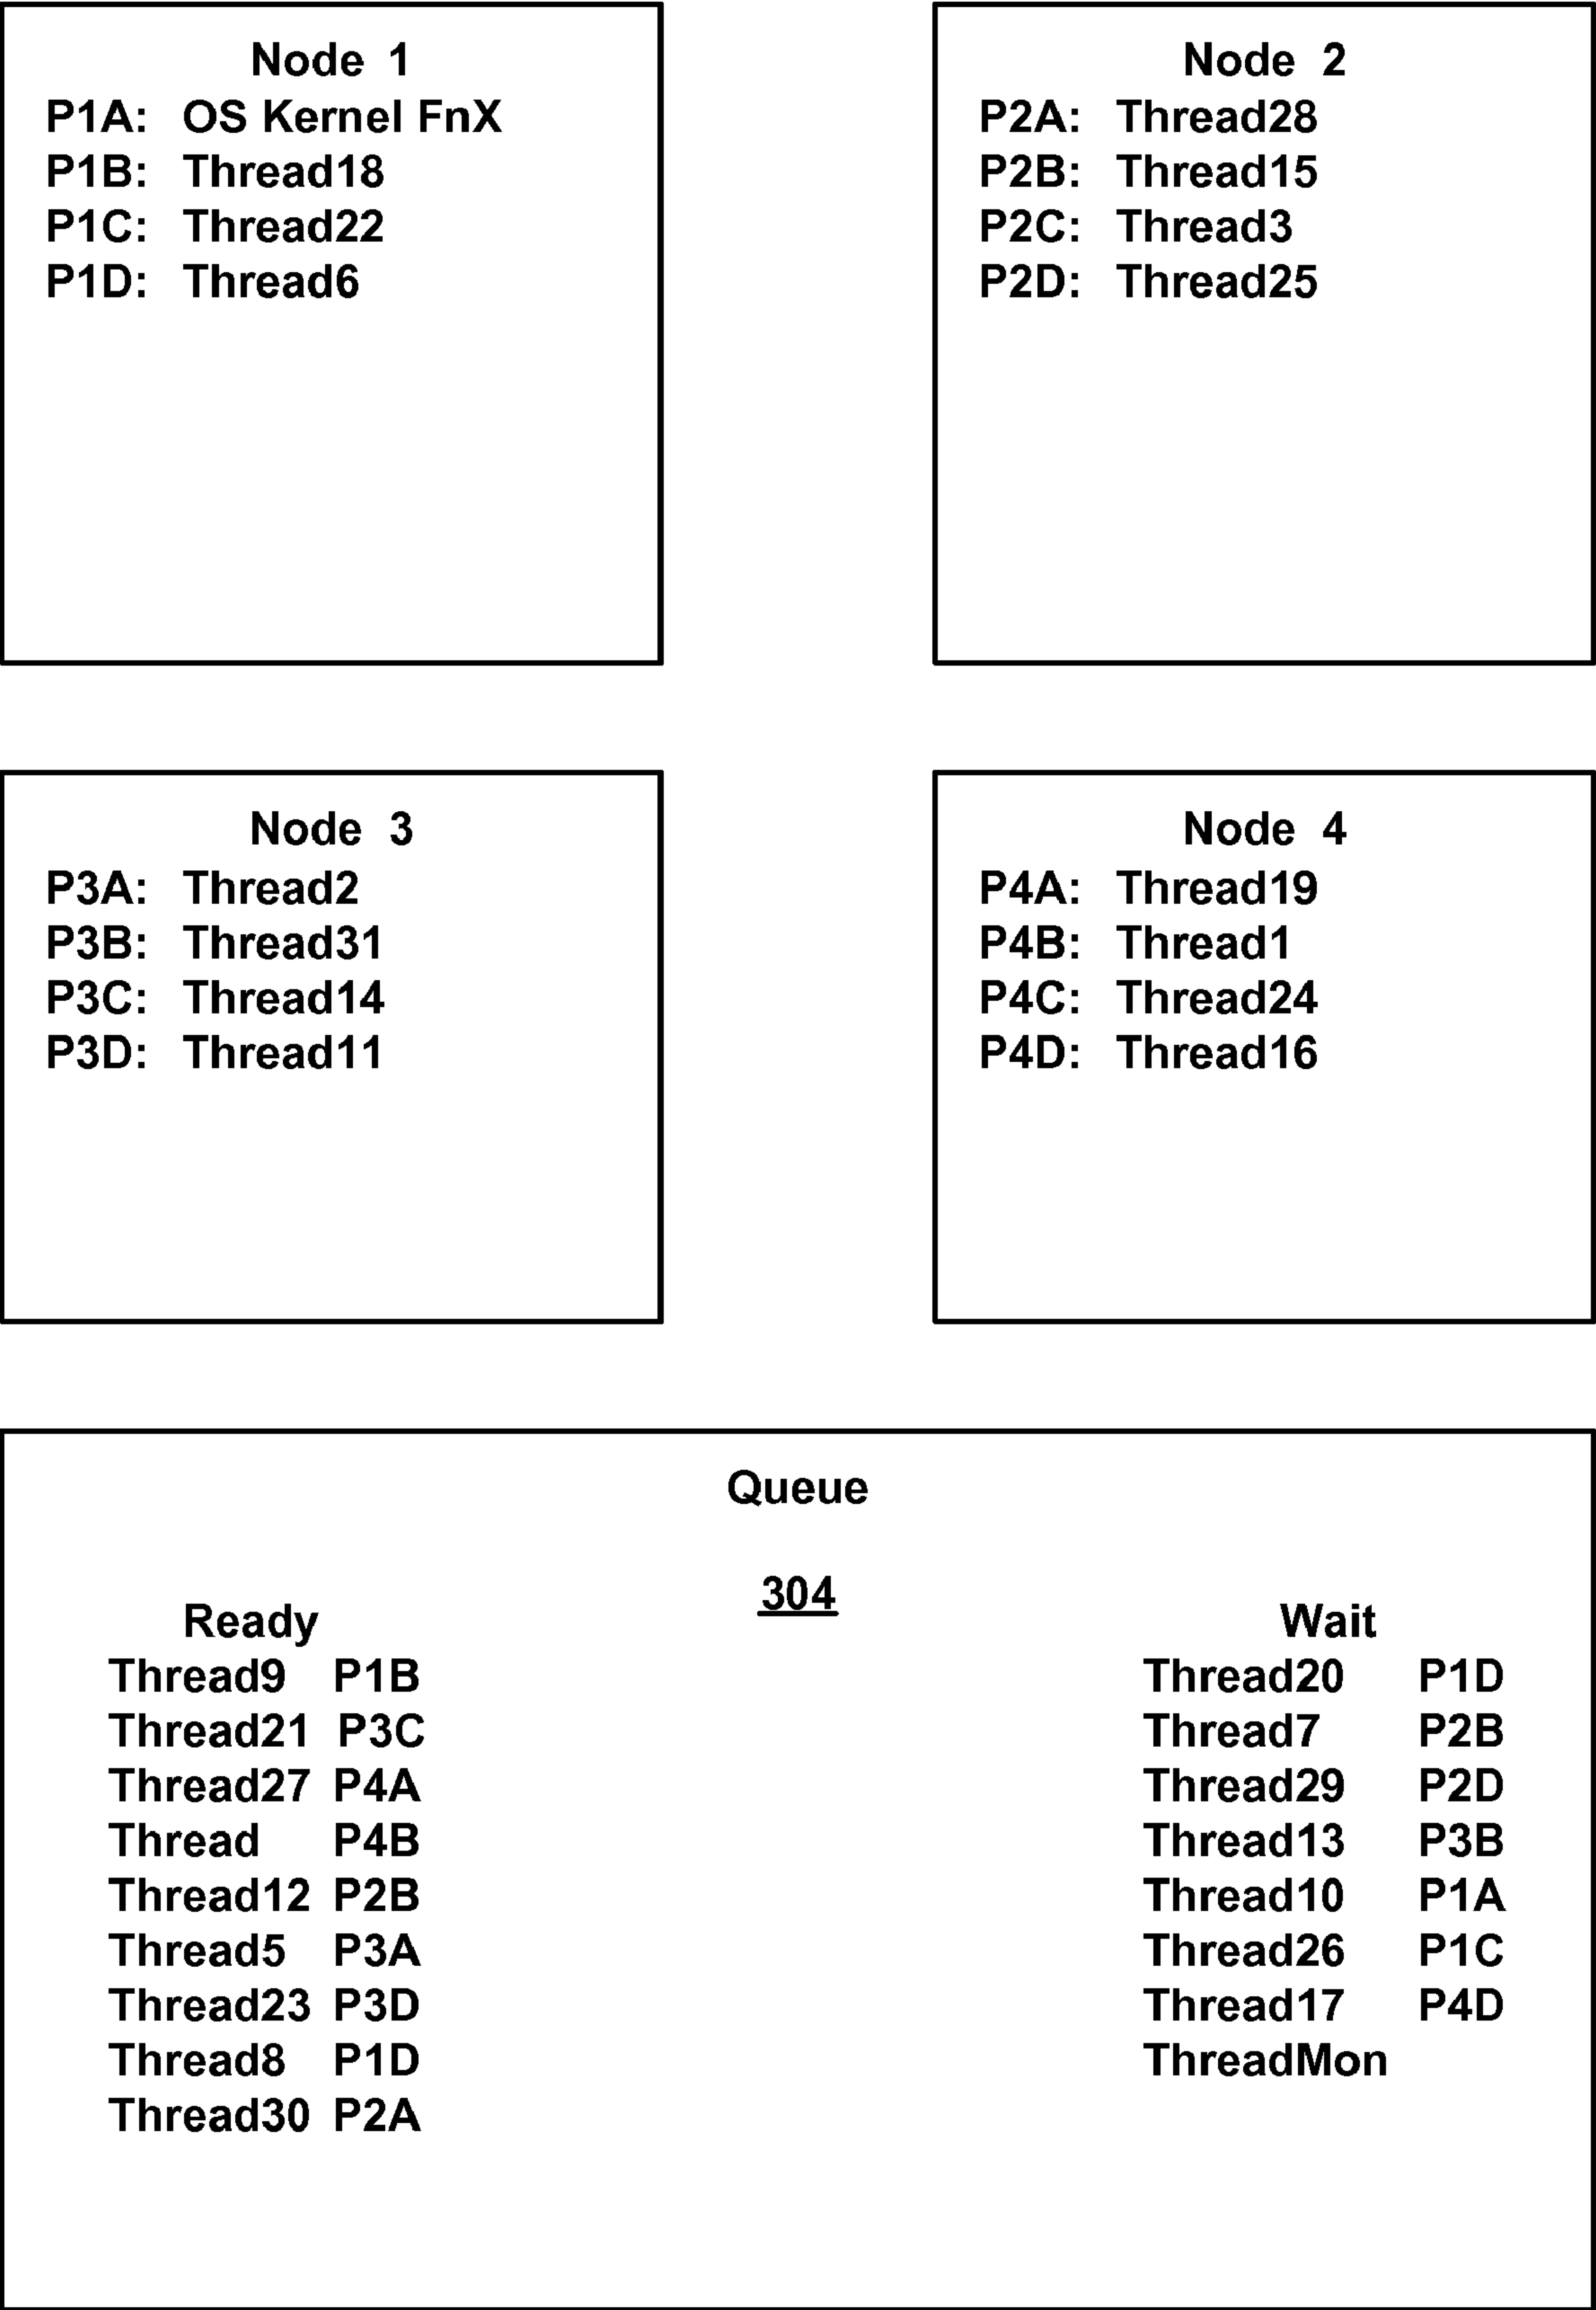 Node 1
P1A: OS Kernel FnX
P1B: Thread18
P1C: Thread22
P1D: Thread6
Node 2
P2A: Thread28
P2B: Thread15
P2C: Thread3
P2D: Thread25
Node 3
P3A: Thread2
P3B: Thread31
P3C: Thread14
P3D: Thread11
Node 4
P4A: Thread19
P4B: Thread1
P4C: Thread24
P4D: Thread16
Queue
304
Ready
Thread9 P1B
Thread21 P3C
Thread27 P4A
Thread P4B
Thread12 P2B
Thread5 P3A
Thread23 P3D
Thread8 P1D
Thread30 P2A
Wait
Thread20 P1D
Thread7 P2B
Thread29 P2D
Thread13 P3B
Thread10 P1A
Thread26 P1C
Thread17 P4D
ThreadMon